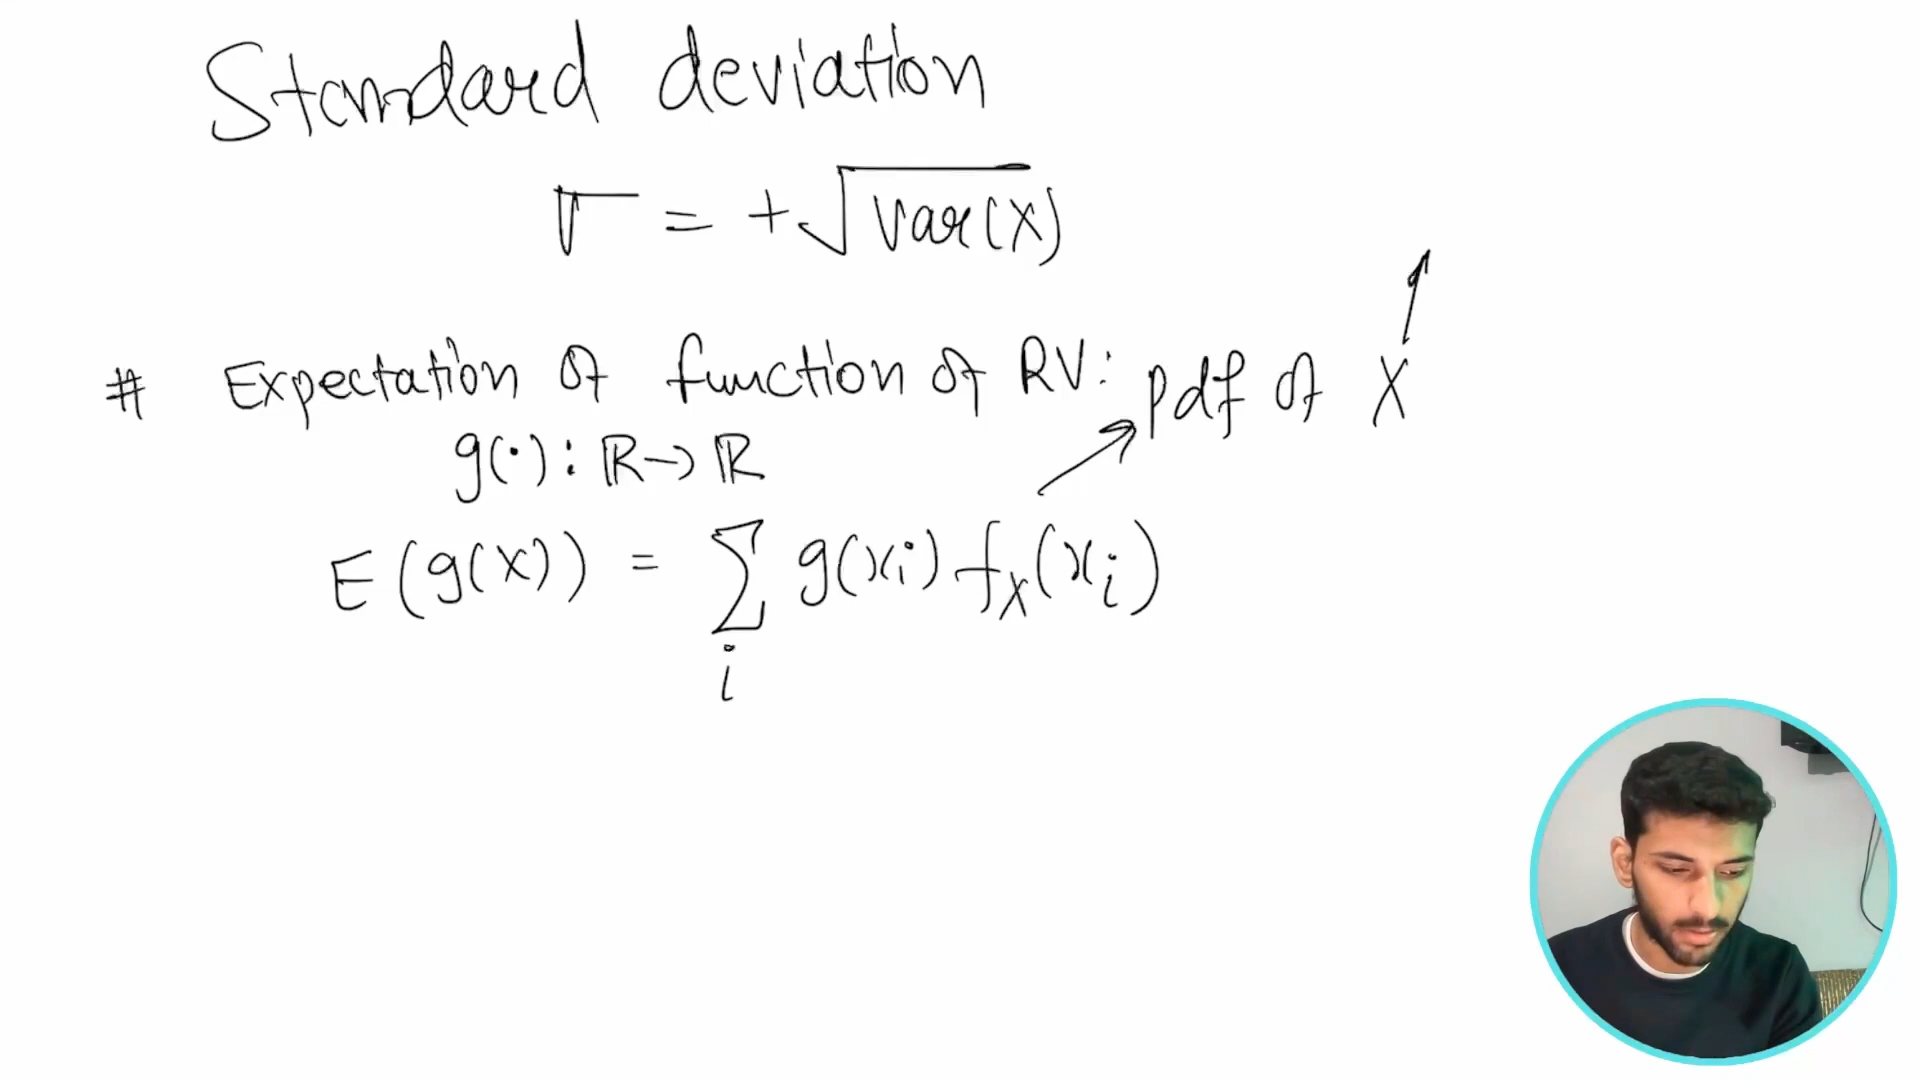 Standard deviation
σ = +√var(X)
# Expectation of function of RV:
pdf of X
g(·) : ℝ → ℝ
E(g(X)) = ∑ g(xi) fX(xi)
i